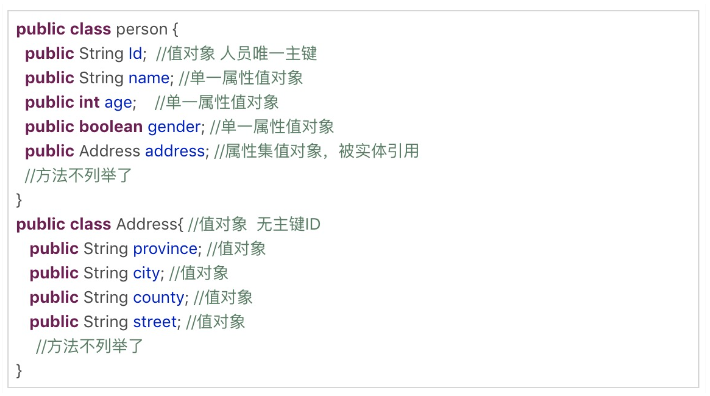 public class person {
public String Id;  //值对象 人员唯一主键
public String name; //单一属性值对象
public int age;    //单一属性值对象
public boolean gender; //单一属性值对象
public Address address; //属性集值对象，被实体引用
//方法不列举了
}
public class Address{ //值对象  无主键ID
public String province; //值对象
public String city; //值对象
public String county; //值对象
public String street; //值对象
//方法不列举了
}